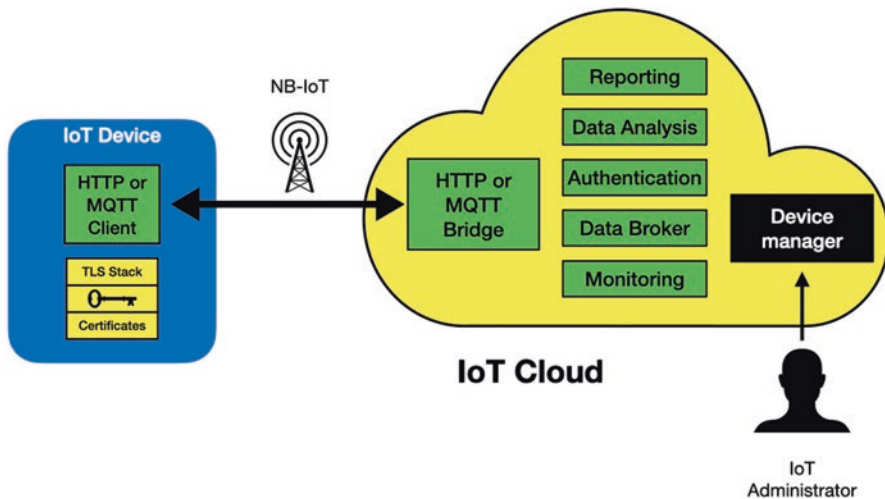 NB-IoT
IoT Device
HTTP or
MQTT
Client
TLS Stack
Certificates
HTTP or
MQTT
Bridge
Reporting
Data Analysis
Authentication
Data Broker
Monitoring
Device
manager
IoT Cloud
IoT
Administrator